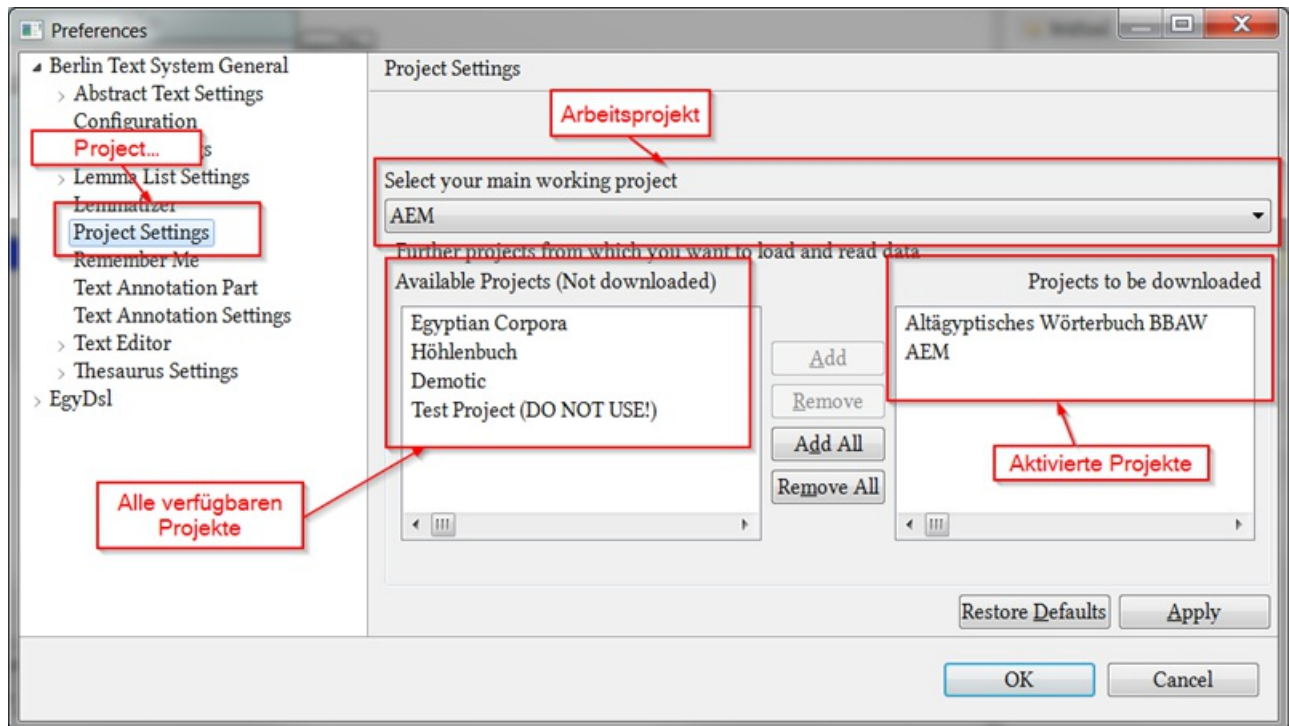 Preferences
Berlin Text System General
Abstract Text Settings
Configuration
Project...
s
Lemma List Settings
Lemmatizer
Project Settings
Remember Me
Text Annotation Part
Text Annotation Settings
Text Editor
Thesaurus Settings
EgyDsl
Alle verfügbaren
Projekte
Project Settings
Arbeitsprojekt
Select your main working project
AEM
Further projects from which you want to load and read data
Available Projects (Not downloaded)
Egyptian Corpora
Höhlenbuch
Demotic
Test Project (DO NOT USE!)
Add
Remove
Add All
Remove All
Projects to be downloaded
Altägyptisches Wörterbuch BBAW
AEM
Aktivierte Projekte
Restore Defaults
Apply
OK
Cancel